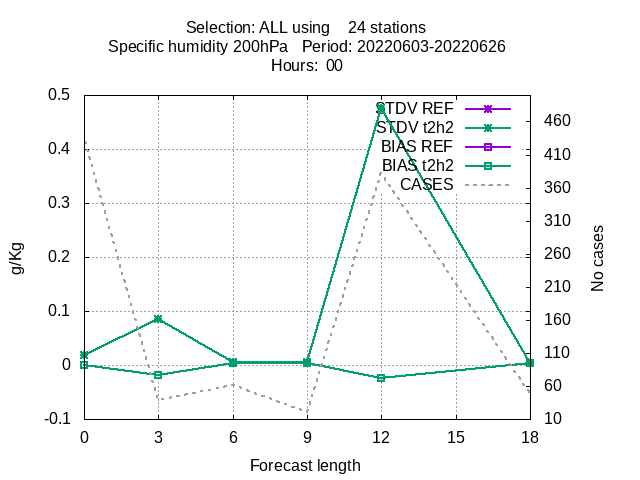 Selection: ALL using 24 stations
Specific humidity 200hPa Period: 20220603-20220626
Hours: 00
STDV REF
STDV t2h2
BIAS REF
BIAS t2h2
CASES
0.5
0.4
0.3
0.2
0.1
0
-0.1
g/Kg
460
410
360
310
260
210
160
110
60
10
No cases
0 3 6 9 12 15 18
Forecast length